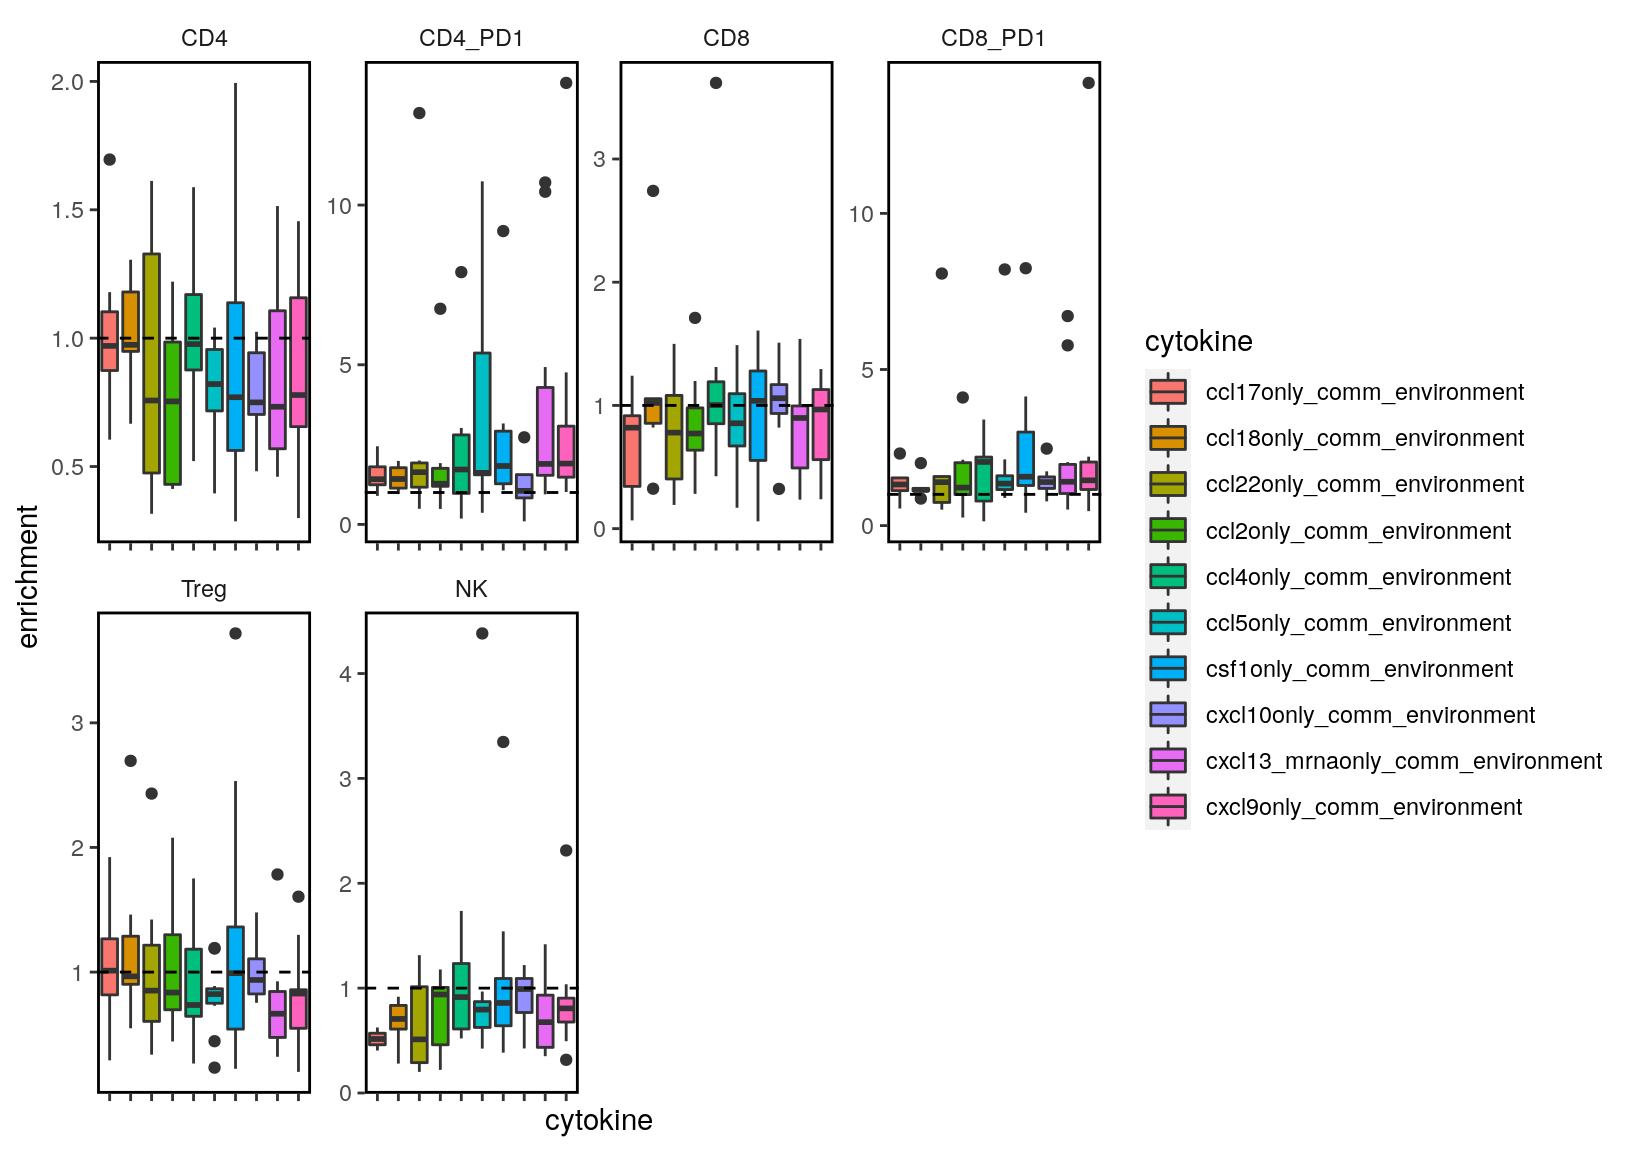 CD4
CD4_PD1
CD8
CD8_PD1
2.0
1.5
1.0
0.5
10
5
0
3
2
1
0
10
5
0
enrichment
Treg
NK
3
2
1
4
3
2
1
0
cytokine
cytokine
ccl17only_comm_environment
ccl18only_comm_environment
ccl22only_comm_environment
ccl2only_comm_environment
ccl4only_comm_environment
ccl5only_comm_environment
csf1only_comm_environment
cxcl10only_comm_environment
cxcl13_mrnaonly_comm_environment
cxcl9only_comm_environment